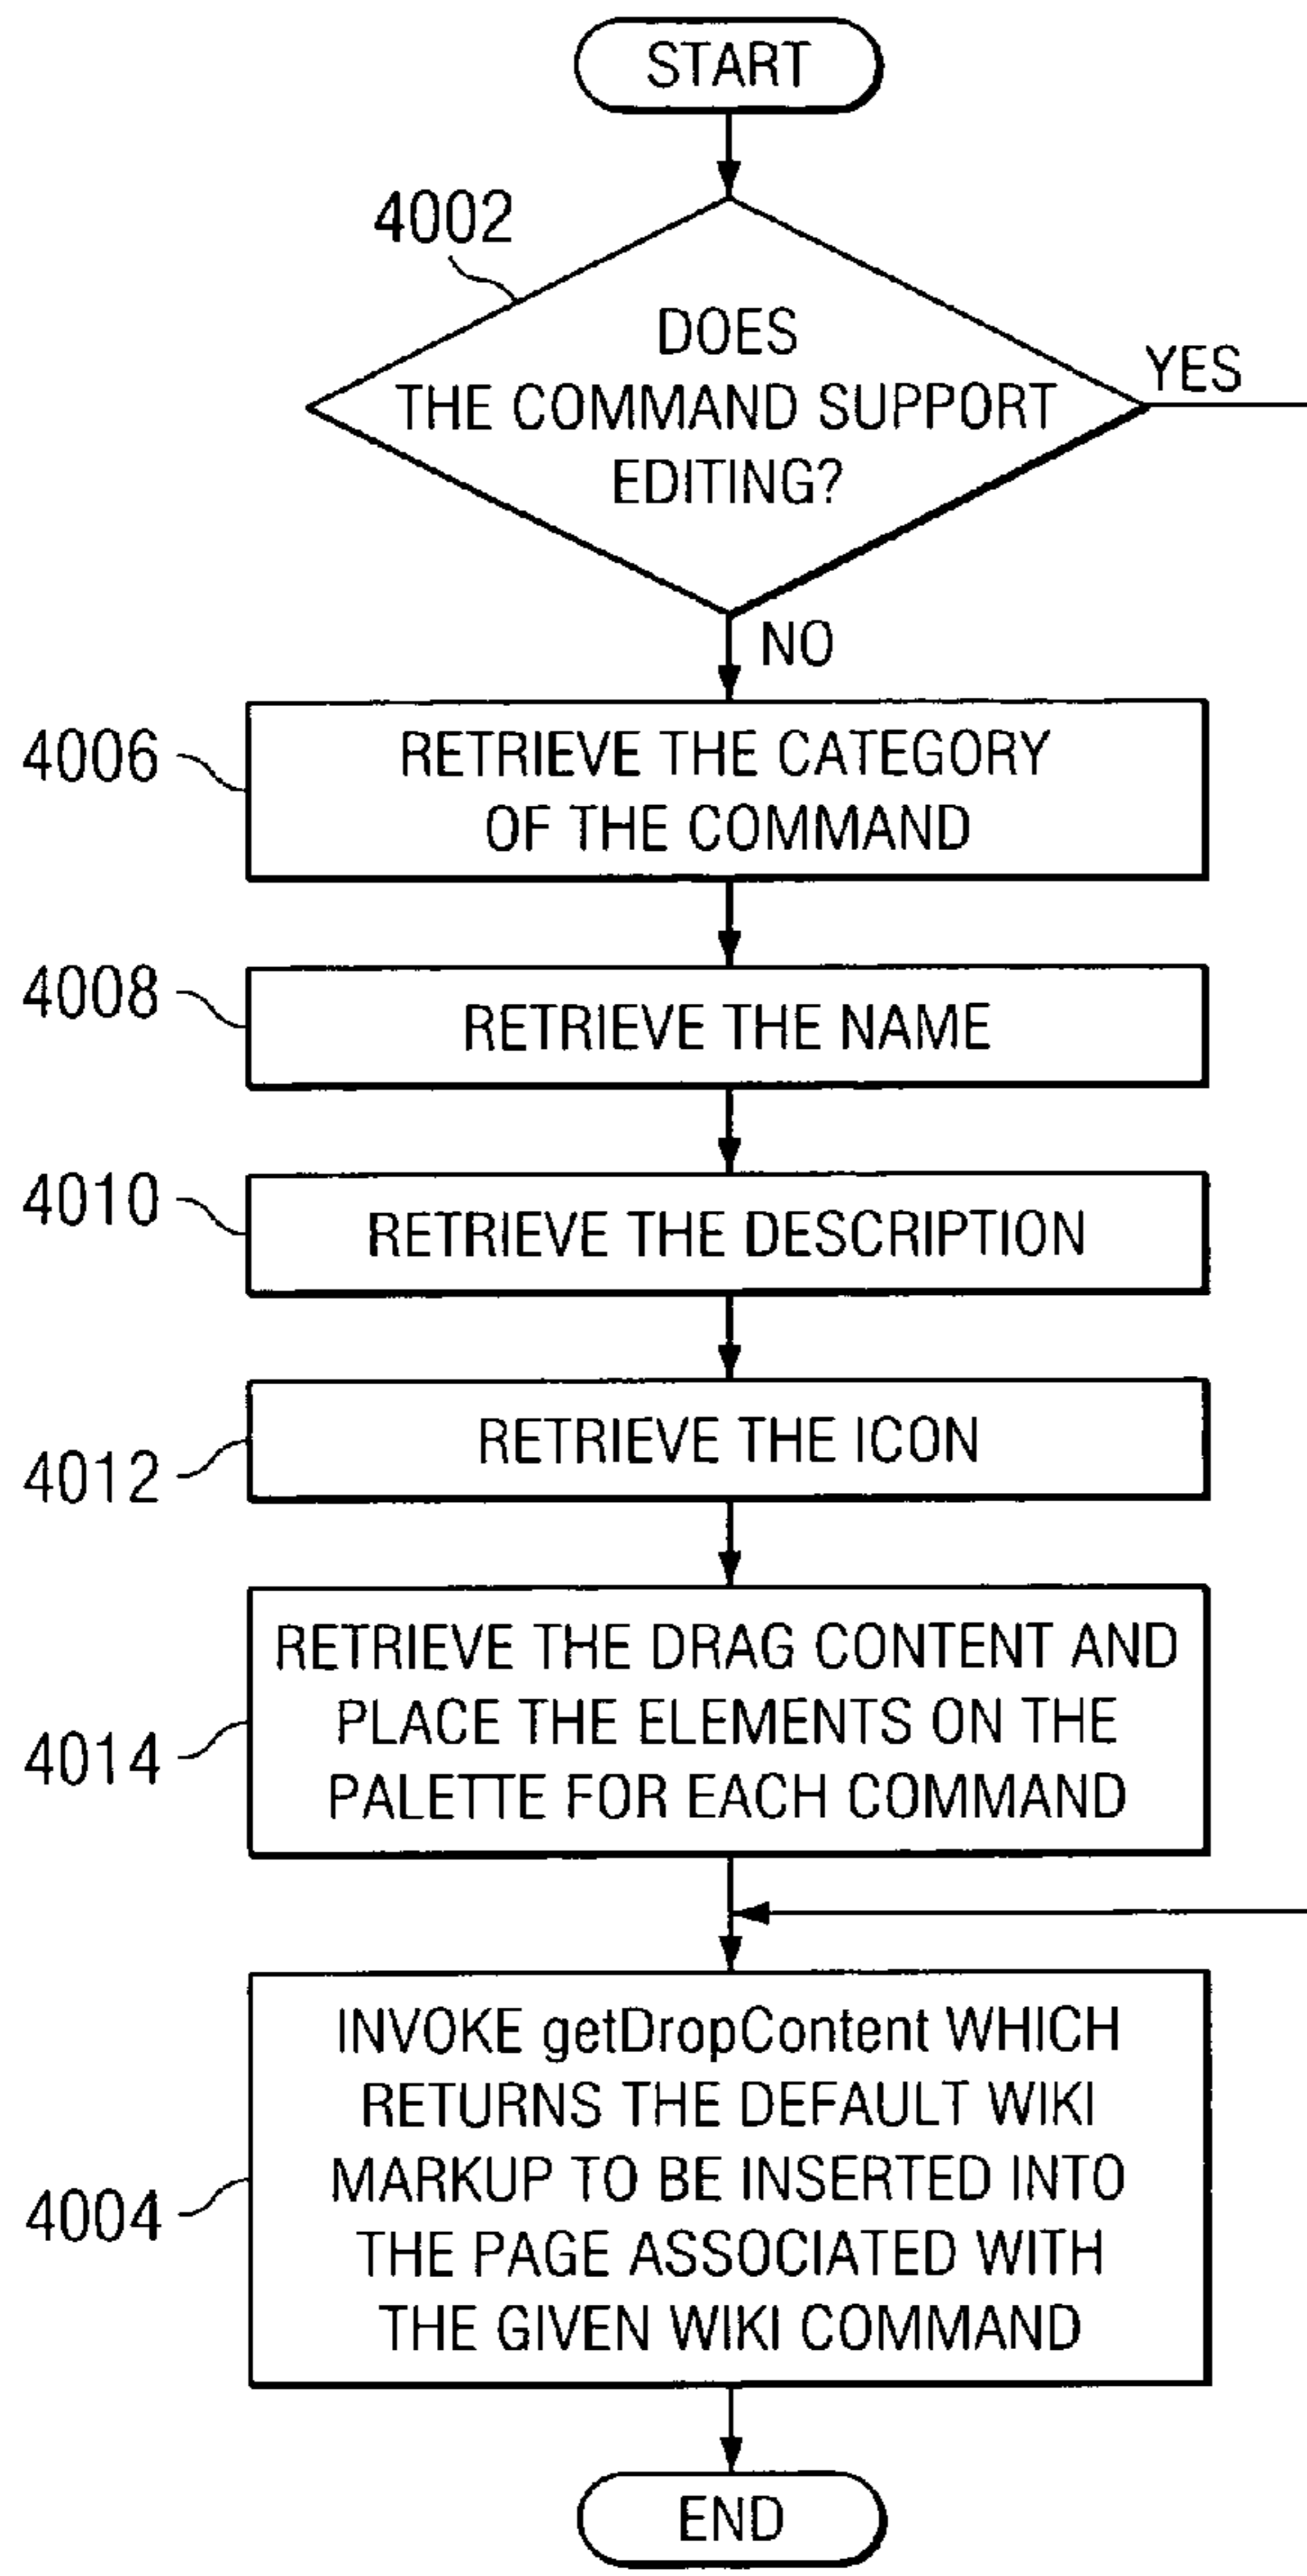 START
4002
DOES
THE COMMAND SUPPORT
EDITING?
YES
NO
4006
RETRIEVE THE CATEGORY
OF THE COMMAND
4008
RETRIEVE THE NAME
4010
RETRIEVE THE DESCRIPTION
4012
RETRIEVE THE ICON
4014
RETRIEVE THE DRAG CONTENT AND
PLACE THE ELEMENTS ON THE
PALETTE FOR EACH COMMAND
4004
INVOKE getDropContent WHICH
RETURNS THE DEFAULT WIKI
MARKUP TO BE INSERTED INTO
THE PAGE ASSOCIATED WITH
THE GIVEN WIKI COMMAND
END